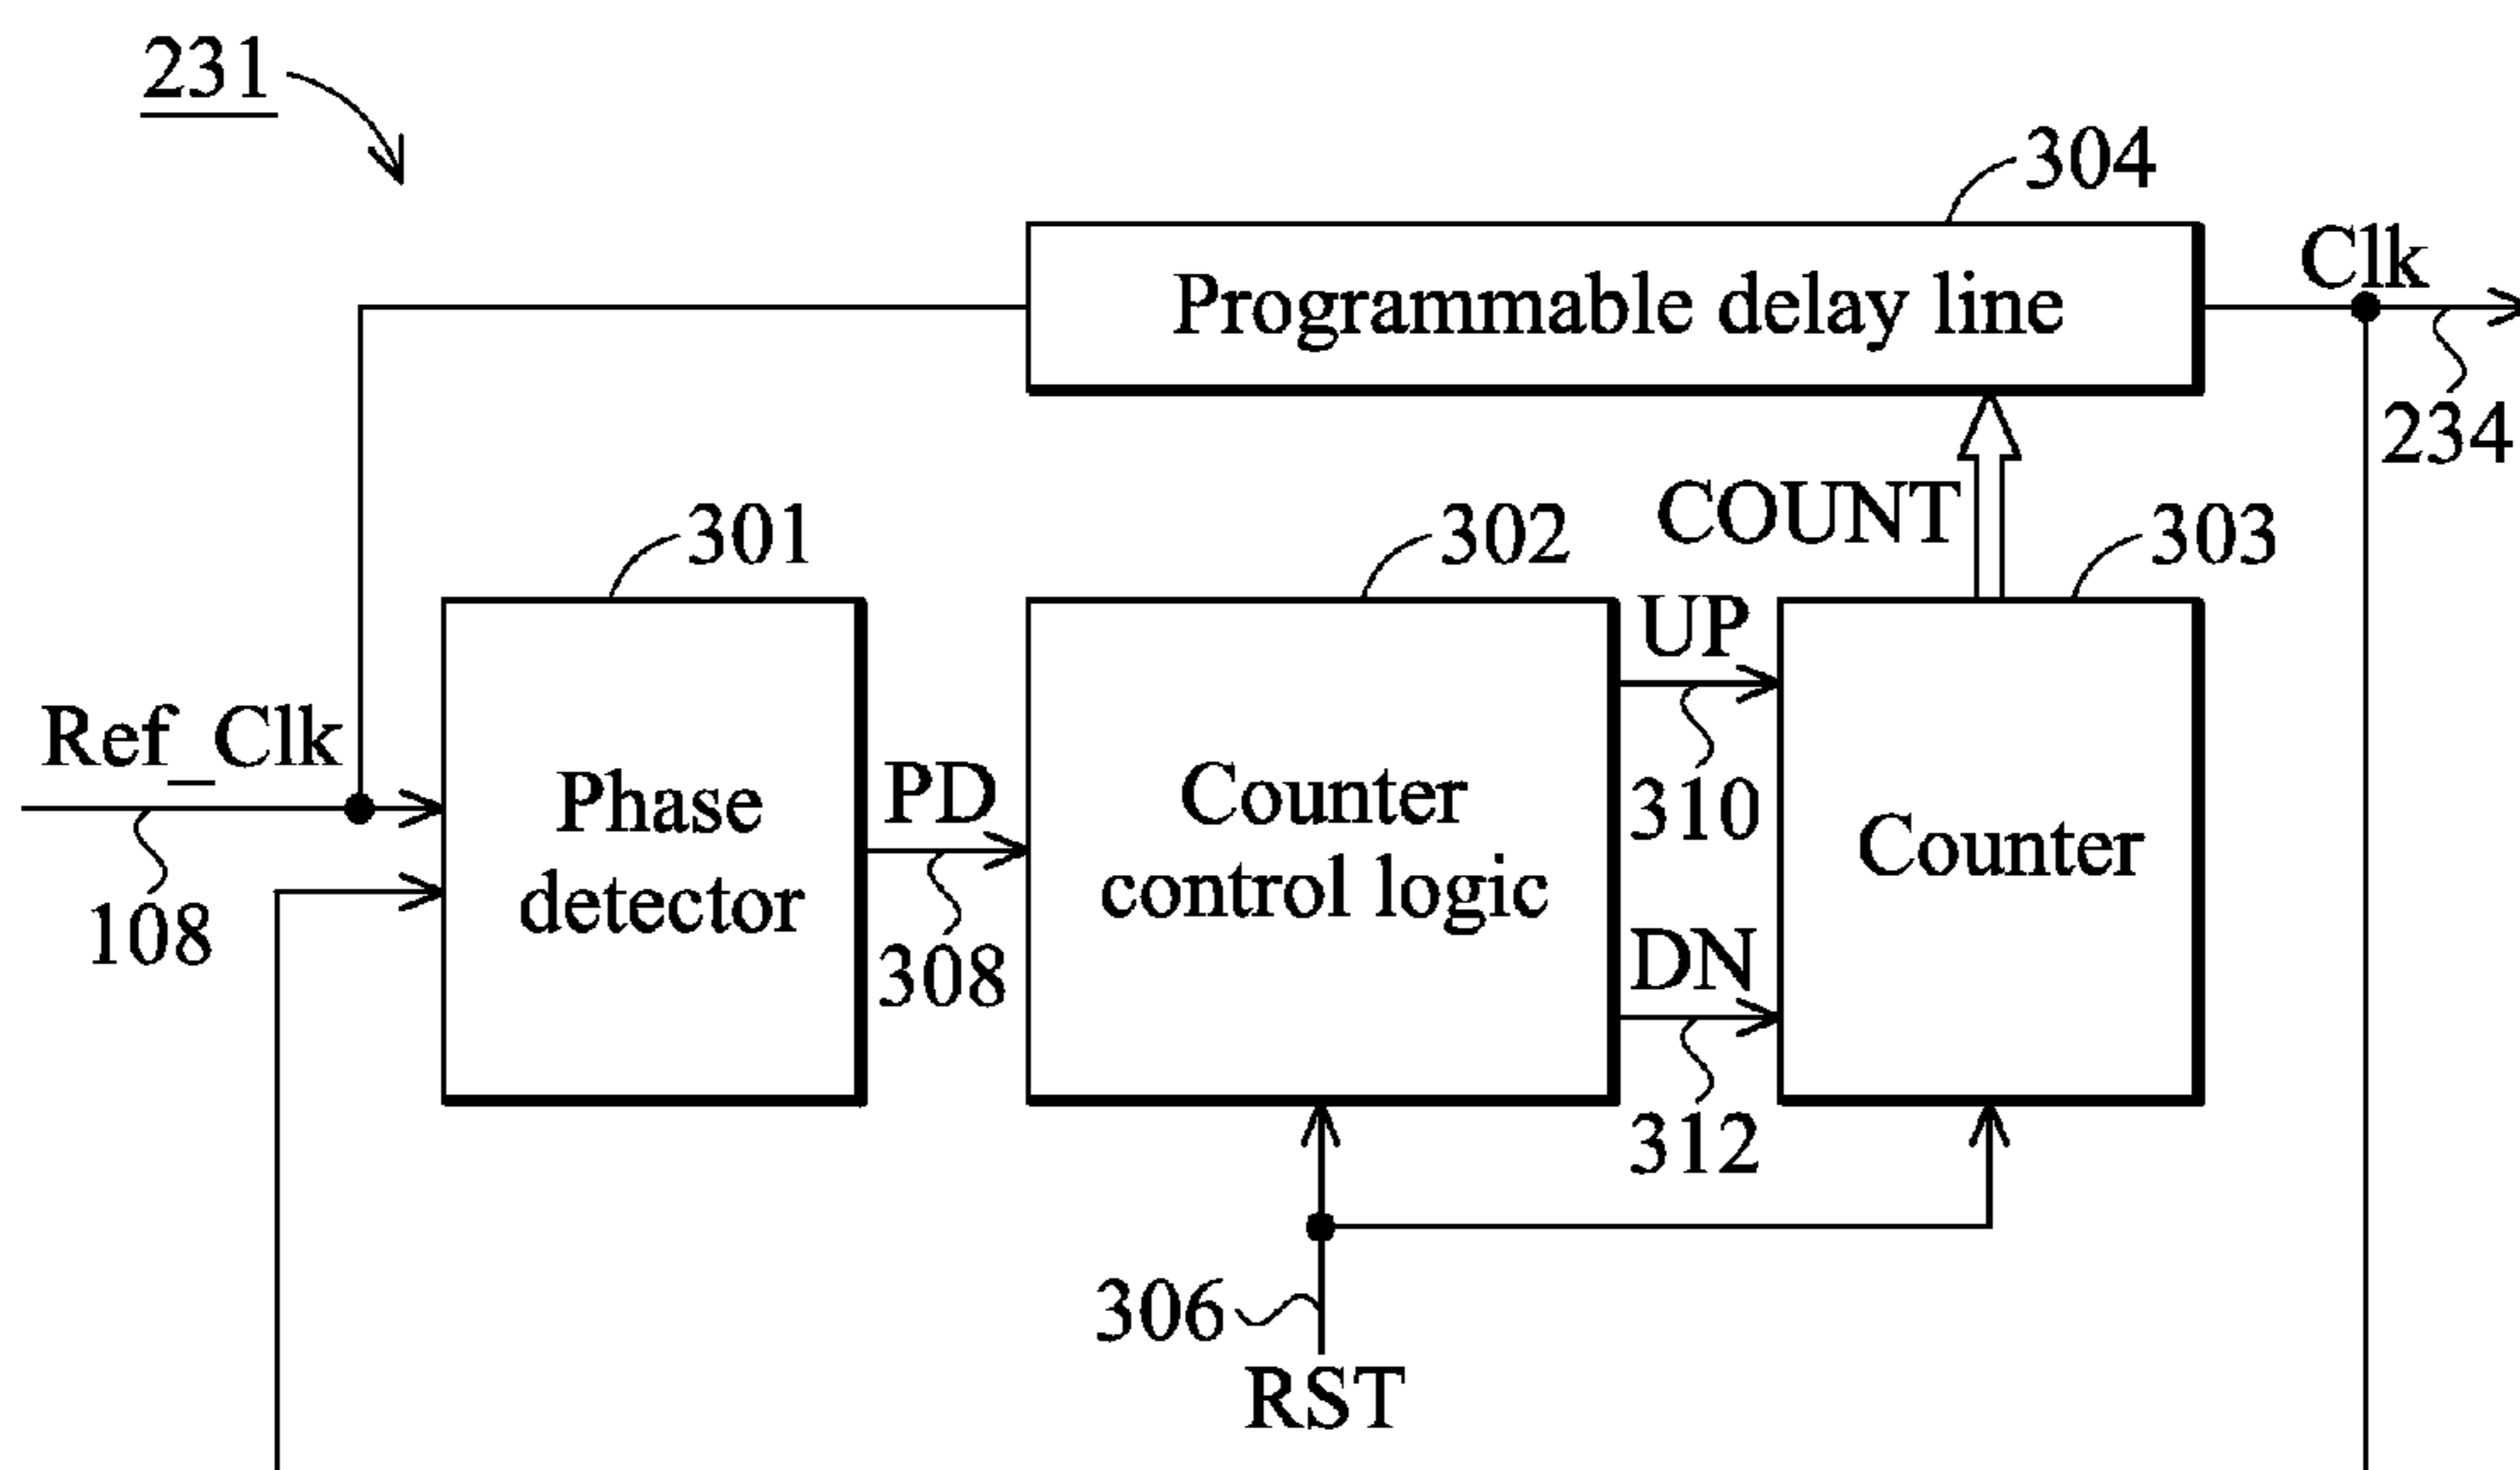 231
304
Programmable delay line
Clk
234
COUNT
301
302
303
Ref_Clk
108
Phase
detector
PD
308
Counter
control logic
UP
310
DN
312
Counter
306
RST